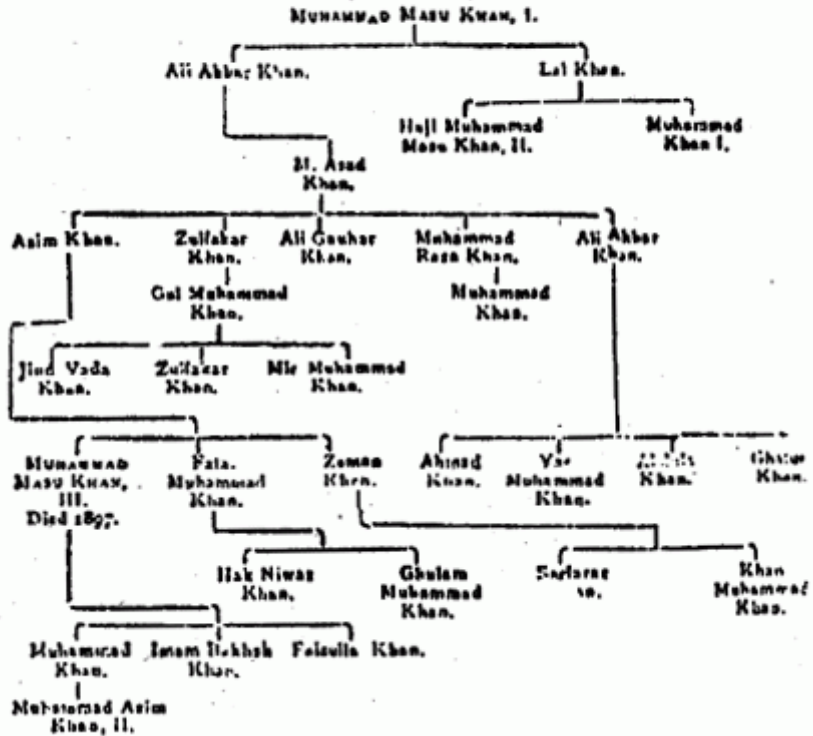 MUHAMMAD MASU KHAN, I.
Ali Akbar Khan.
Lal Khan.
Haji Muhammad
Masu Khan, II.
Muhammad
Khan I.
M. Asad
Khan.
Azim Khan.
Zulfakar
Khan.
Ali Gauhar
Khan.
Muhammad
Raza Khan.
Ali Akbar
Khan.
Gul Muhammad
Khan.
Muhammad
Khan.
Jind Vada
Khan.
Zulfakar
Khan.
Mir Muhammad
Khan.
MUHAMMAD
MASU KHAN,
III.
Died 1897.
Muhammad
Khan.
Zaman
Khan.
Ahmad
Khan.
Muhammad
Khan.
Khan.
Khan.
Hak Niwaz
Khan.
Ghulam
Muhammad
Khan.
Khan
Muhammad
Khan.
Muhammad
Khan.
Imam Bakhsh
Khan.
Faizulla Khan.
Muhammad Azim
Khan, II.